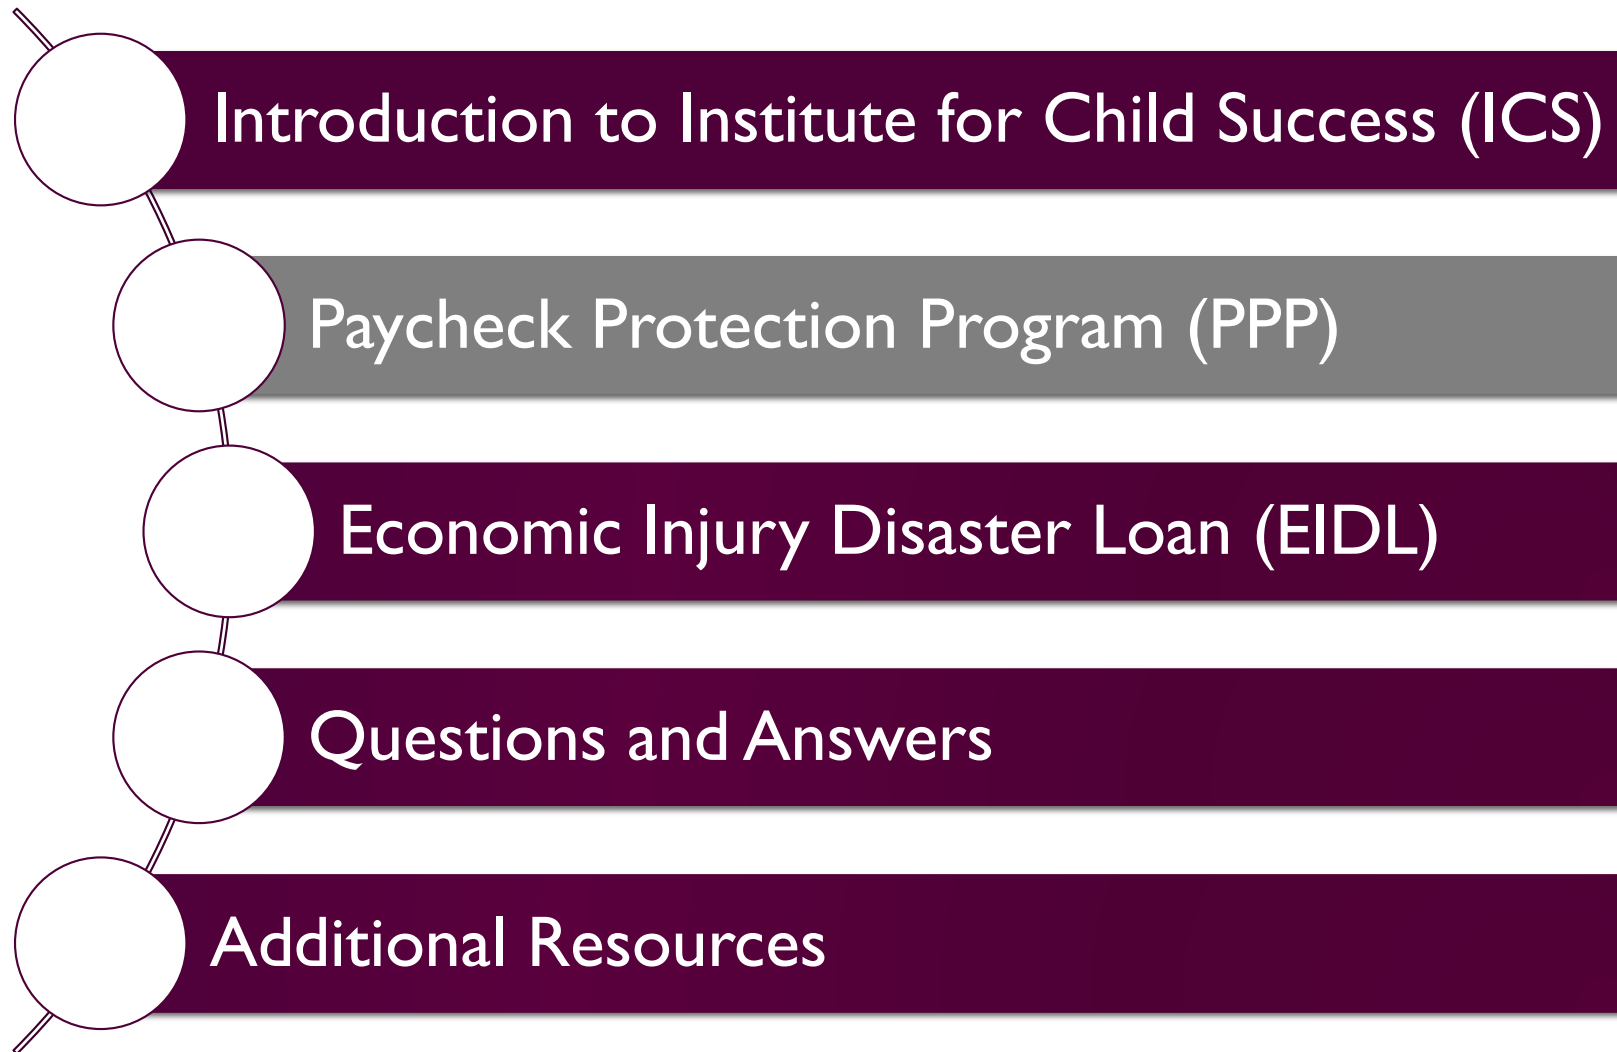 Introduction to Institute for Child Success (ICS)
Paycheck Protection Program (PPP)
Economic Injury Disaster Loan (EIDL)
Questions and Answers
Additional Resources